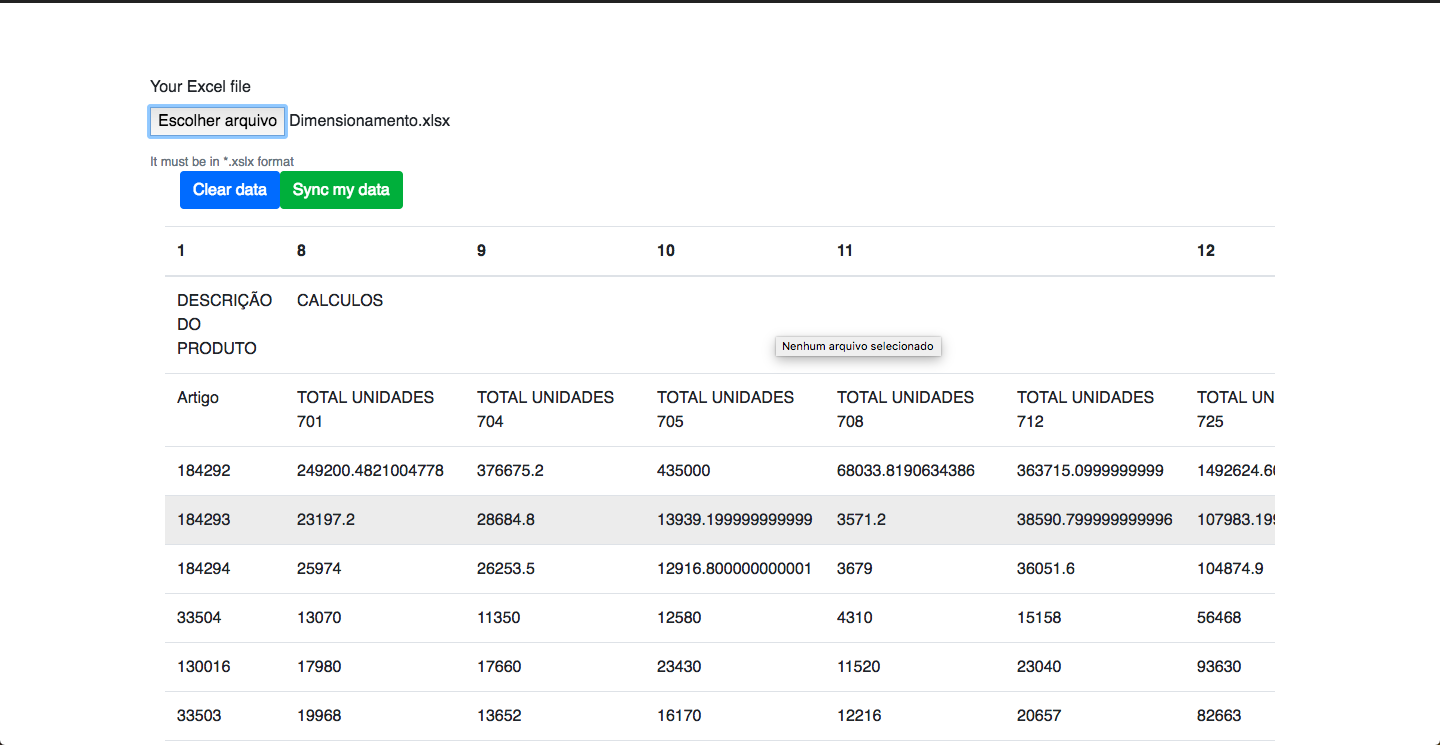 Your Excel file
Escolher arquivo Dimensionamento.xlsx
It must be in *.xslx format
Clear data Sync my data
1 8 9 10 11 12
DESCRIÇÃO CALCULOS
DO
PRODUTO
Nenhum arquivo selecionado
Artigo TOTAL UNIDADES TOTAL UNIDADES TOTAL UNIDADES TOTAL UNIDADES TOTAL UNIDADES TOTAL UN
701 704 705 708 712 725
184292 249200.4821004778 376675.2 435000 68033.8190634386 363715.0999999999 1492624.6
184293 23197.2 28684.8 13939.199999999999 3571.2 38590.799999999996 107983.19
184294 25974 26253.5 12916.800000000001 3679 36051.6 104874.9
33504 13070 11350 12580 4310 15158 56468
130016 17980 17660 23430 11520 23040 93630
33503 19968 13652 16170 12216 20657 82663